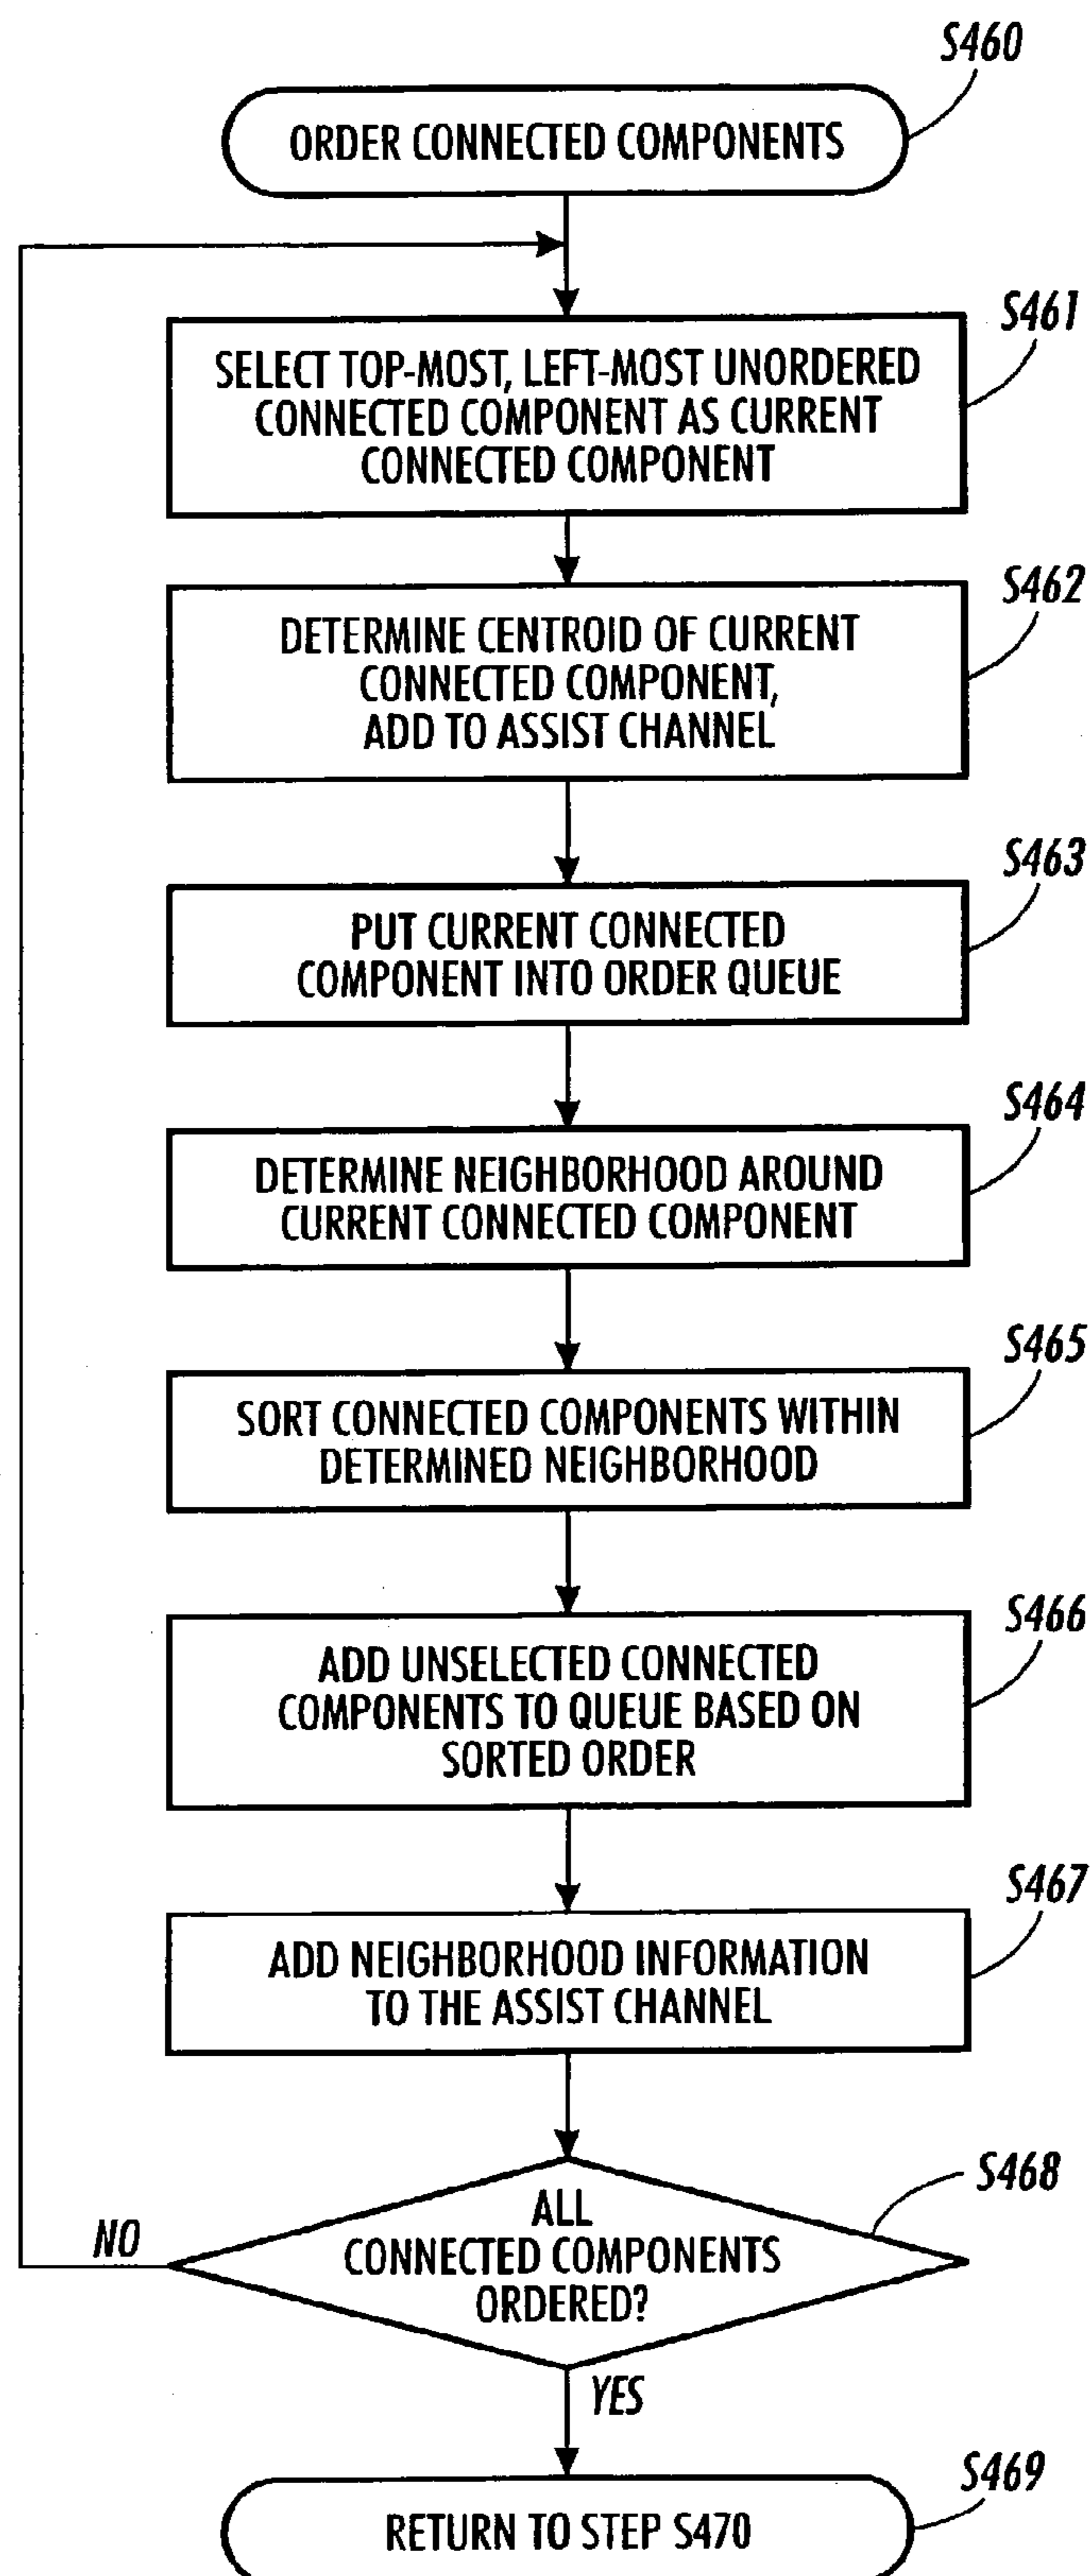 S460
ORDER CONNECTED COMPONENTS
S461
SELECT TOP-MOST, LEFT-MOST UNORDERED
CONNECTED COMPONENT AS CURRENT
CONNECTED COMPONENT
S462
DETERMINE CENTROID OF CURRENT
CONNECTED COMPONENT,
ADD TO ASSIST CHANNEL
S463
PUT CURRENT CONNECTED
COMPONENT INTO ORDER QUEUE
S464
DETERMINE NEIGHBORHOOD AROUND
CURRENT CONNECTED COMPONENT
S465
SORT CONNECTED COMPONENTS WITHIN
DETERMINED NEIGHBORHOOD
S466
ADD UNSELECTED CONNECTED
COMPONENTS TO QUEUE BASED ON
SORTED ORDER
S467
ADD NEIGHBORHOOD INFORMATION
TO THE ASSIST CHANNEL
S468
ALL
CONNECTED COMPONENTS
ORDERED?
NO
YES
S469
RETURN TO STEP S470